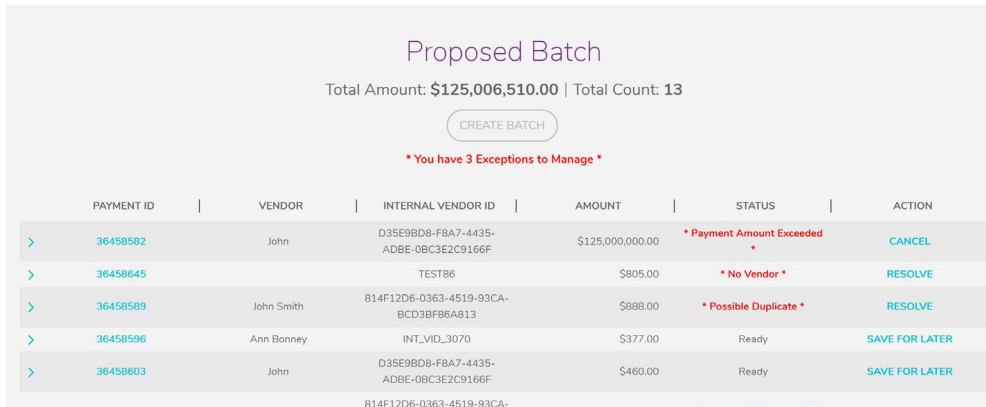 Proposed Batch
Total Amount: $125,006,510.00 | Total Count: 13
CREATE BATCH
* You have 3 Exceptions to Manage *
PAYMENT ID | VENDOR | INTERNAL VENDOR ID | AMOUNT | STATUS | ACTION
36458582 John D35E9BD8-F8A7-4435-ADBE-0BC3E2C9166F $125,000,000.00 * Payment Amount Exceeded * CANCEL
36458645 TEST86 $805.00 * No Vendor * RESOLVE
36458589 John Smith 814F12D6-0363-4519-93CA-BCD3BF86A813 $888.00 * Possible Duplicate * RESOLVE
36458596 Ann Bonney INT_VID_3070 $377.00 Ready SAVE FOR LATER
36458603 John D35E9BD8-F8A7-4435-ADBE-0BC3E2C9166F $460.00 Ready SAVE FOR LATER
814F12D6-0363-4519-93CA-